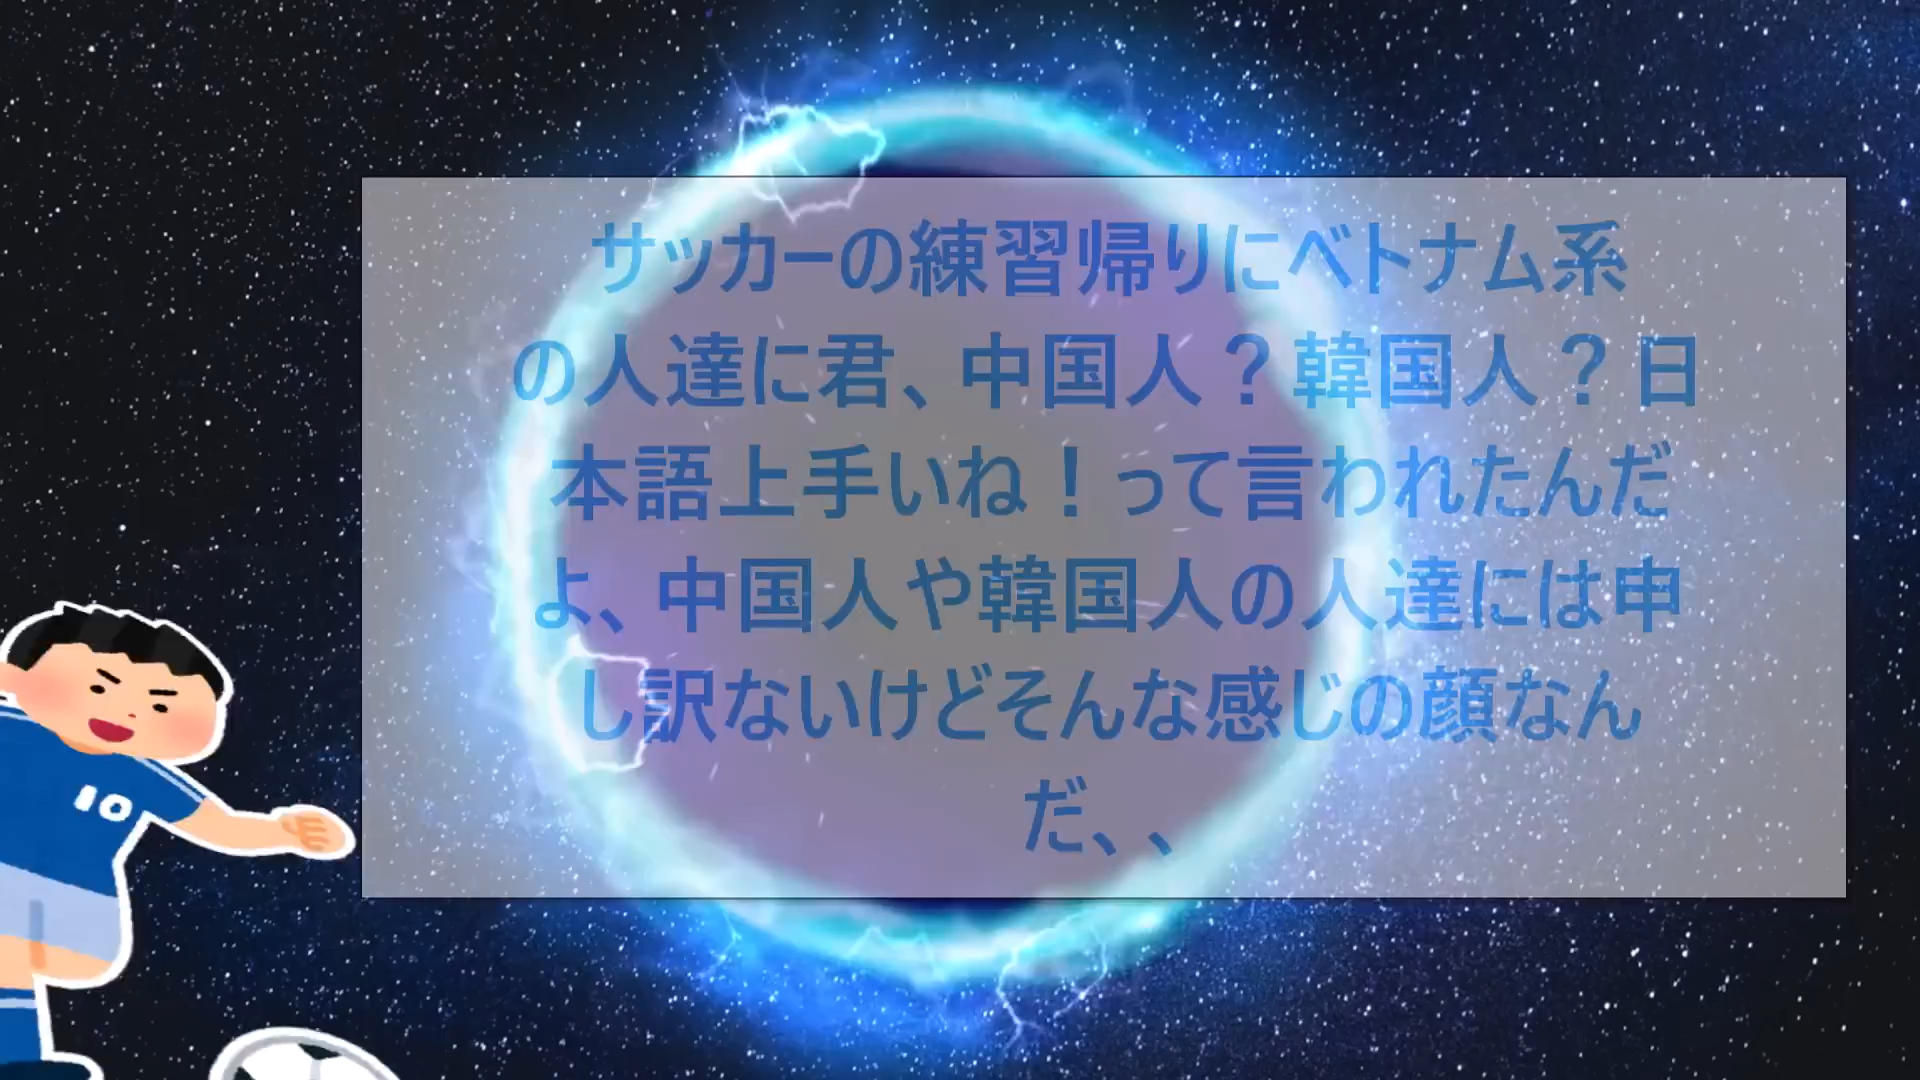 サッカーの練習帰りにベトナム系
の人達に君、中国人？韓国人？日
本語上手いね！って言われたんだ
よ、中国人や韓国人の人達には申
し訳ないけどそんな感じの顔なん
だ、、
10